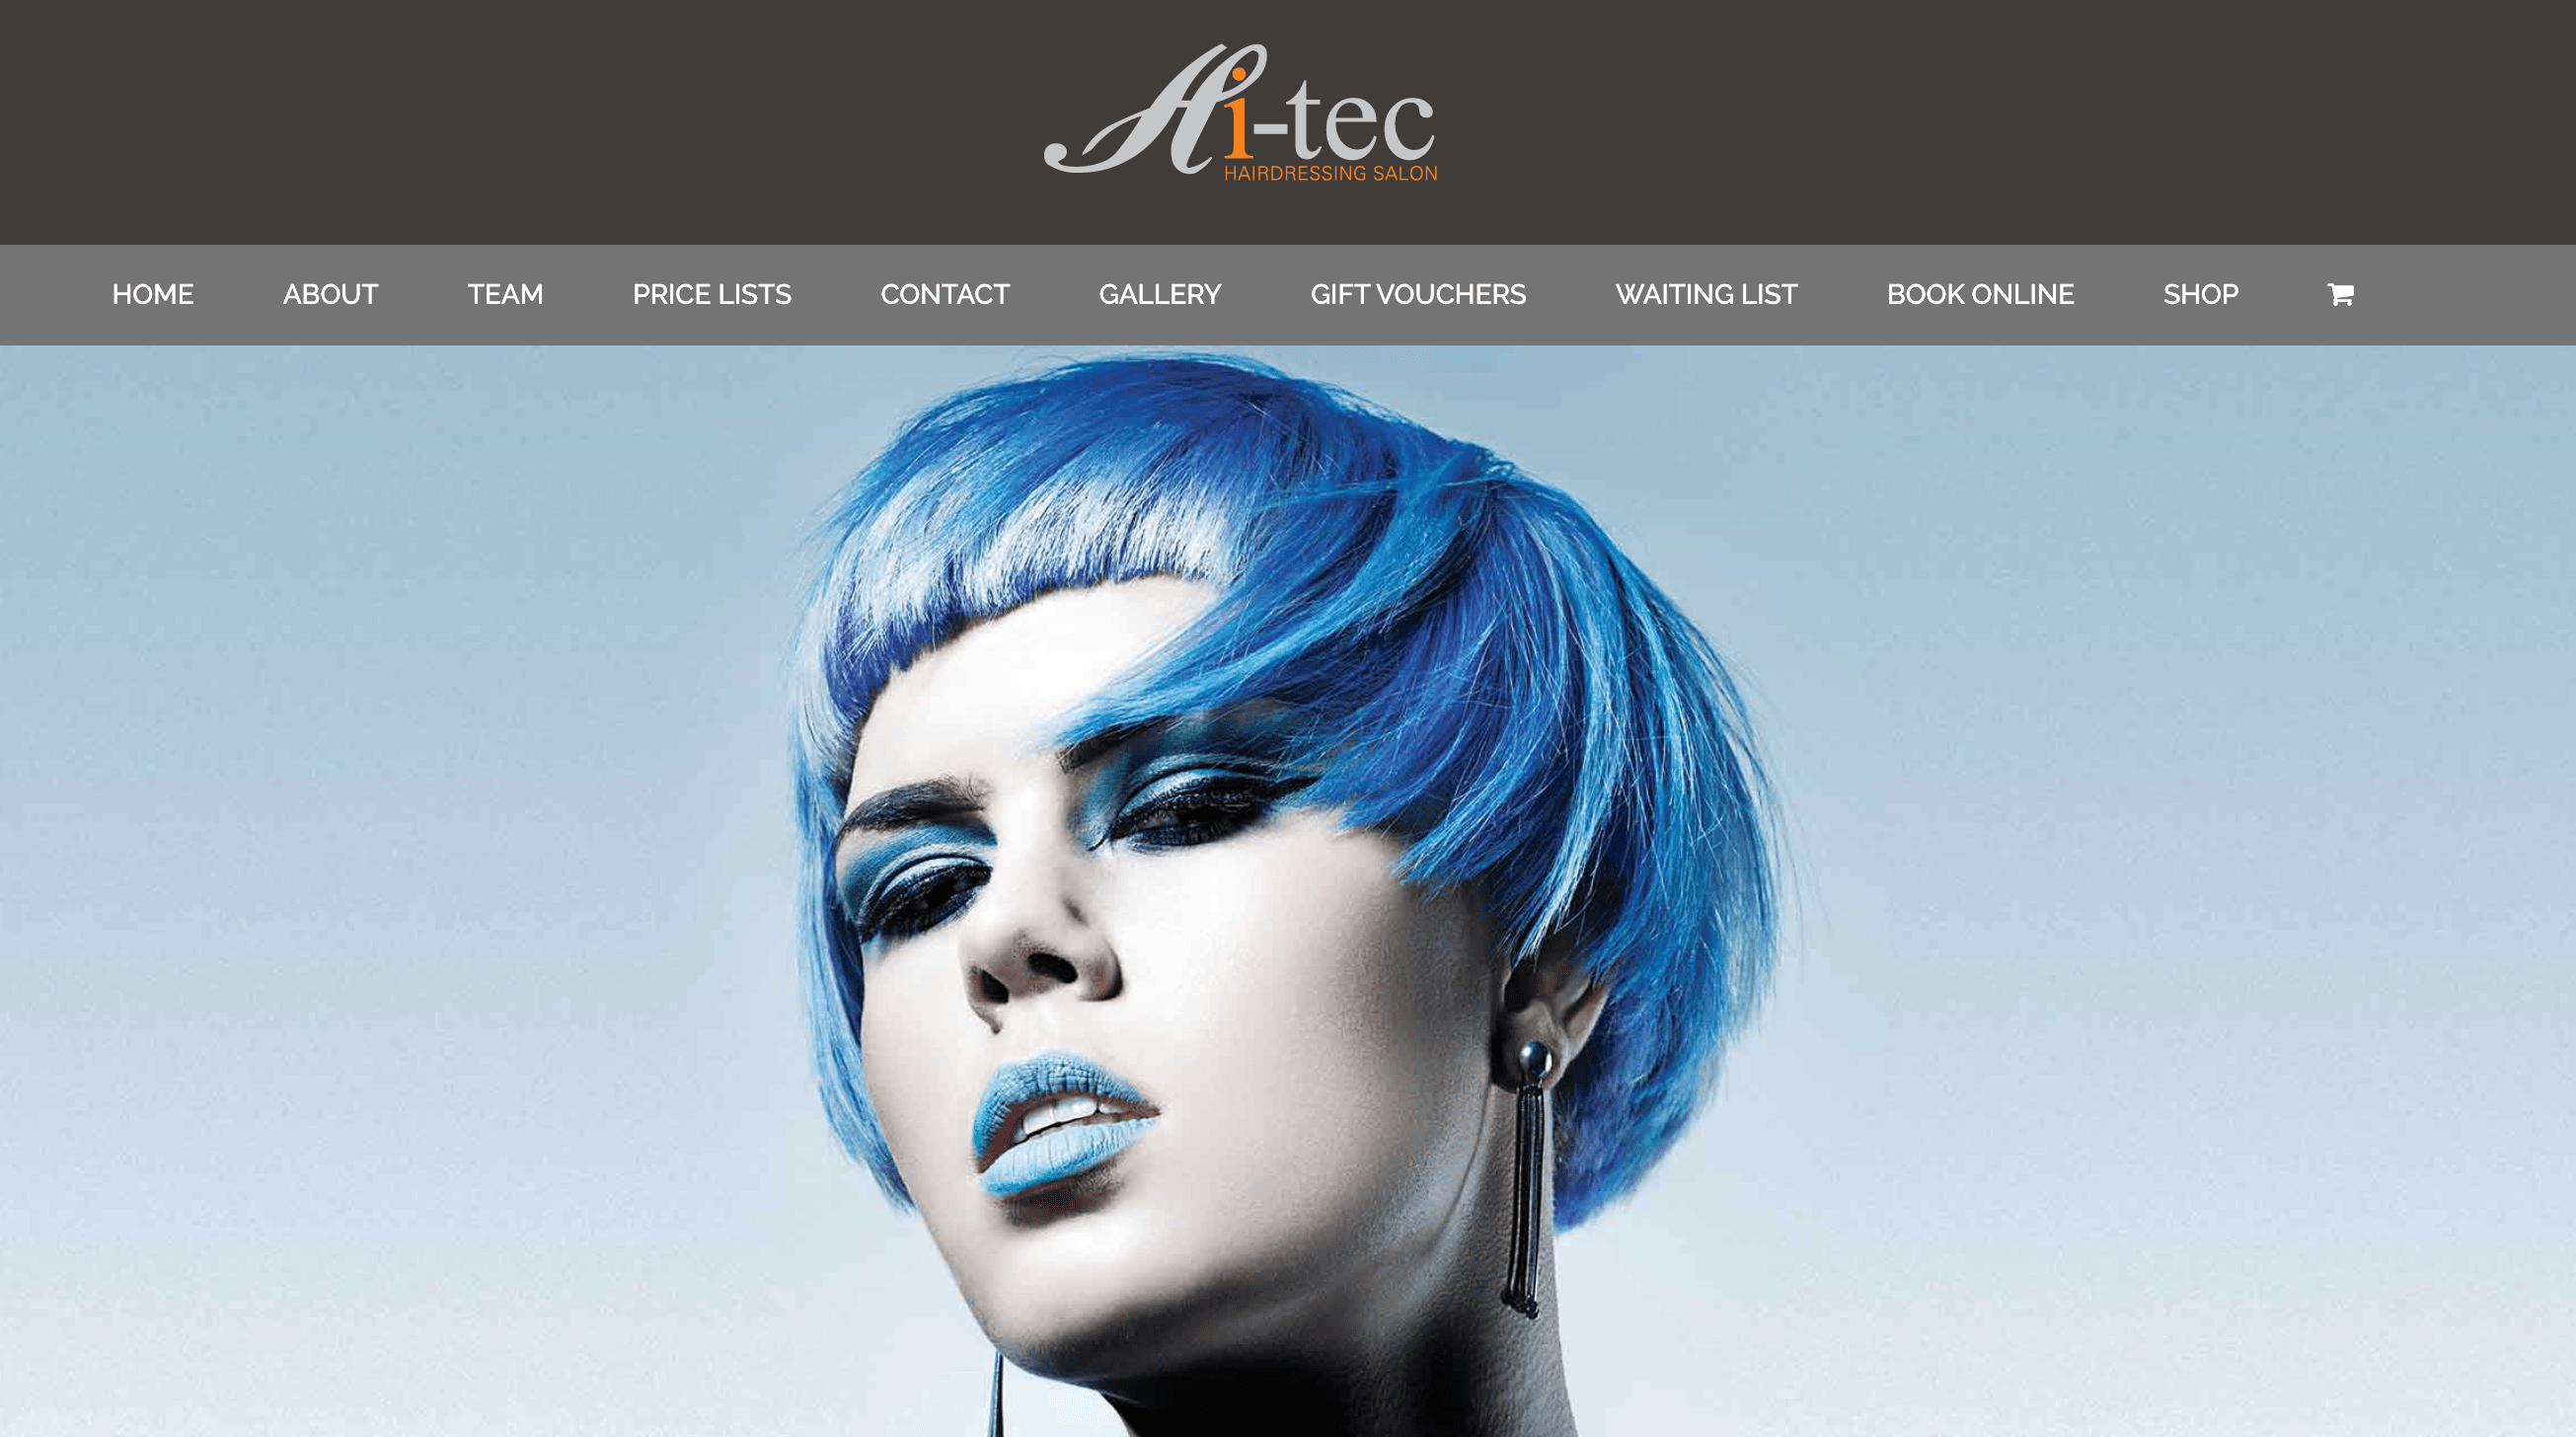 Hi-tec
HAIRDRESSING SALON
HOME ABOUT TEAM PRICE LISTS CONTACT GALLERY GIFT VOUCHERS WAITING LIST BOOK ONLINE SHOP